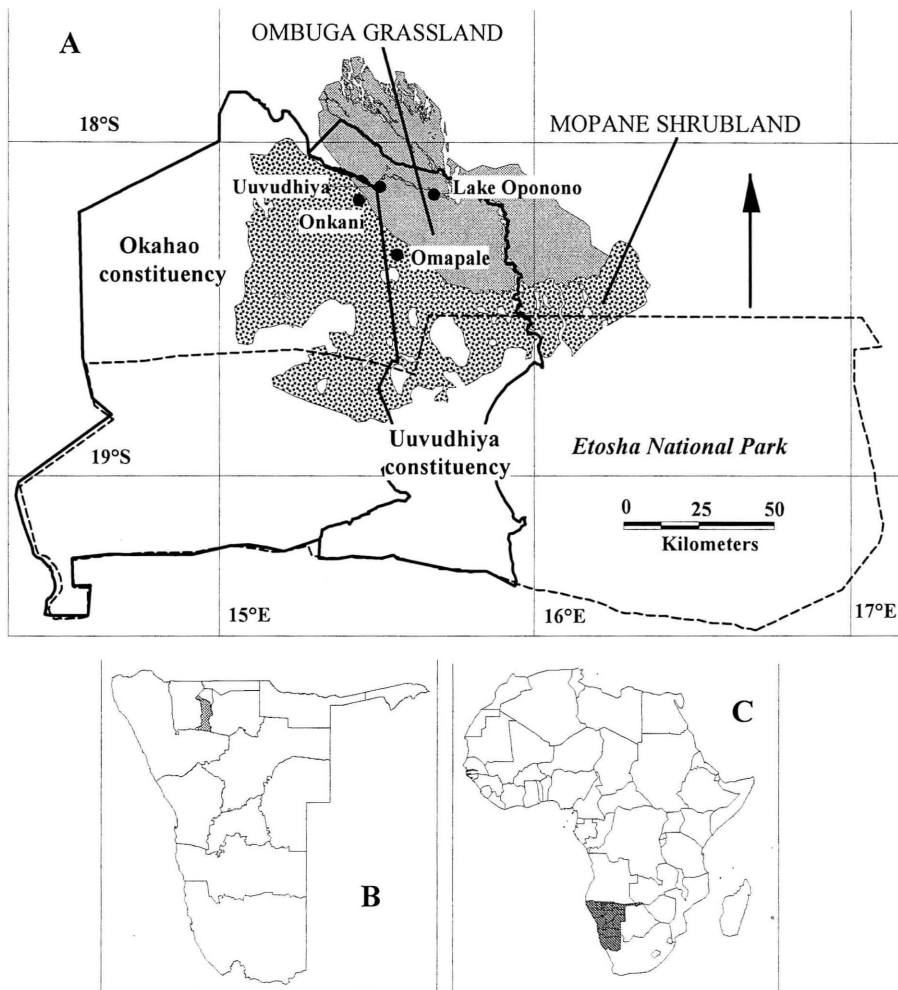 A
OMBUGA GRASSLAND
18°S
MOPANE SHRUBLAND
Uuvudhiya
Lake Oponono
Onkani
Okahao
constituency
Omapale
19°S
Uuvudhiya
constituency
Etosha National Park
0 25 50
Kilometers
15°E
16°E
17°E
B
C